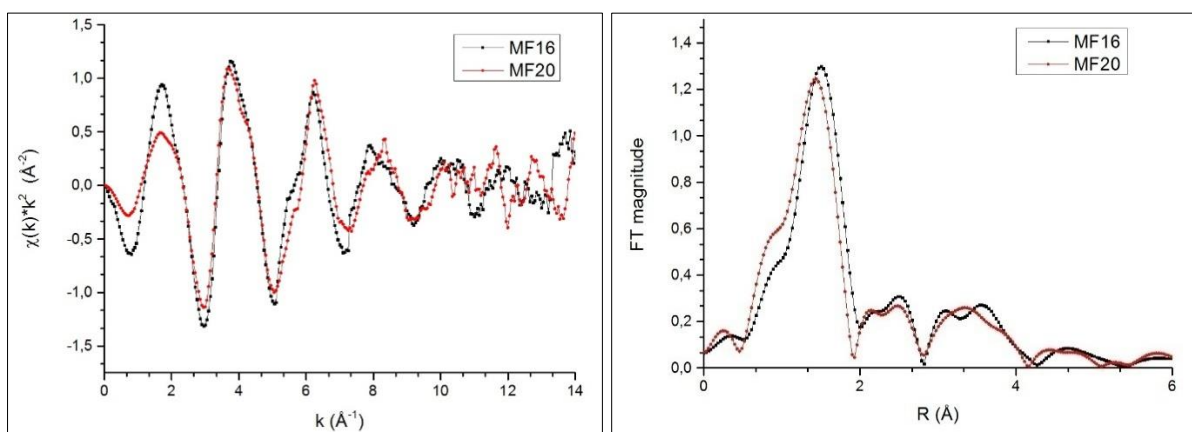 1,5
1,0
0,5
0,0
-0,5
-1,0
-1,5
χ(k)*k² (Å⁻²)
MF16
MF20
0 2 4 6 8 10 12 14
k (Å⁻¹)
1,4
1,2
1,0
0,8
0,6
0,4
0,2
0,0
FT magnitude
MF16
MF20
0 2 4 6
R (Å)